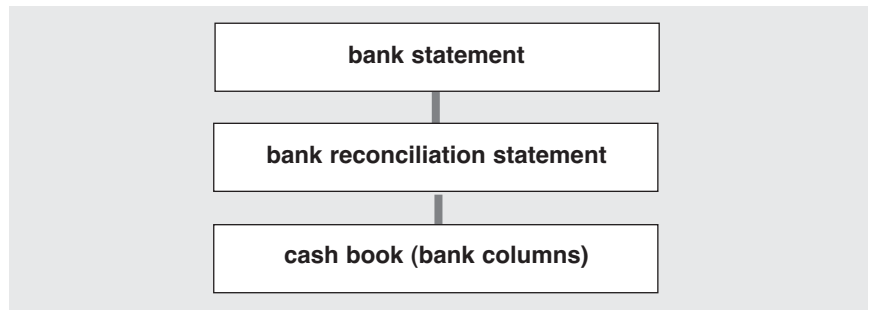 bank statement
bank reconciliation statement
cash book (bank columns)